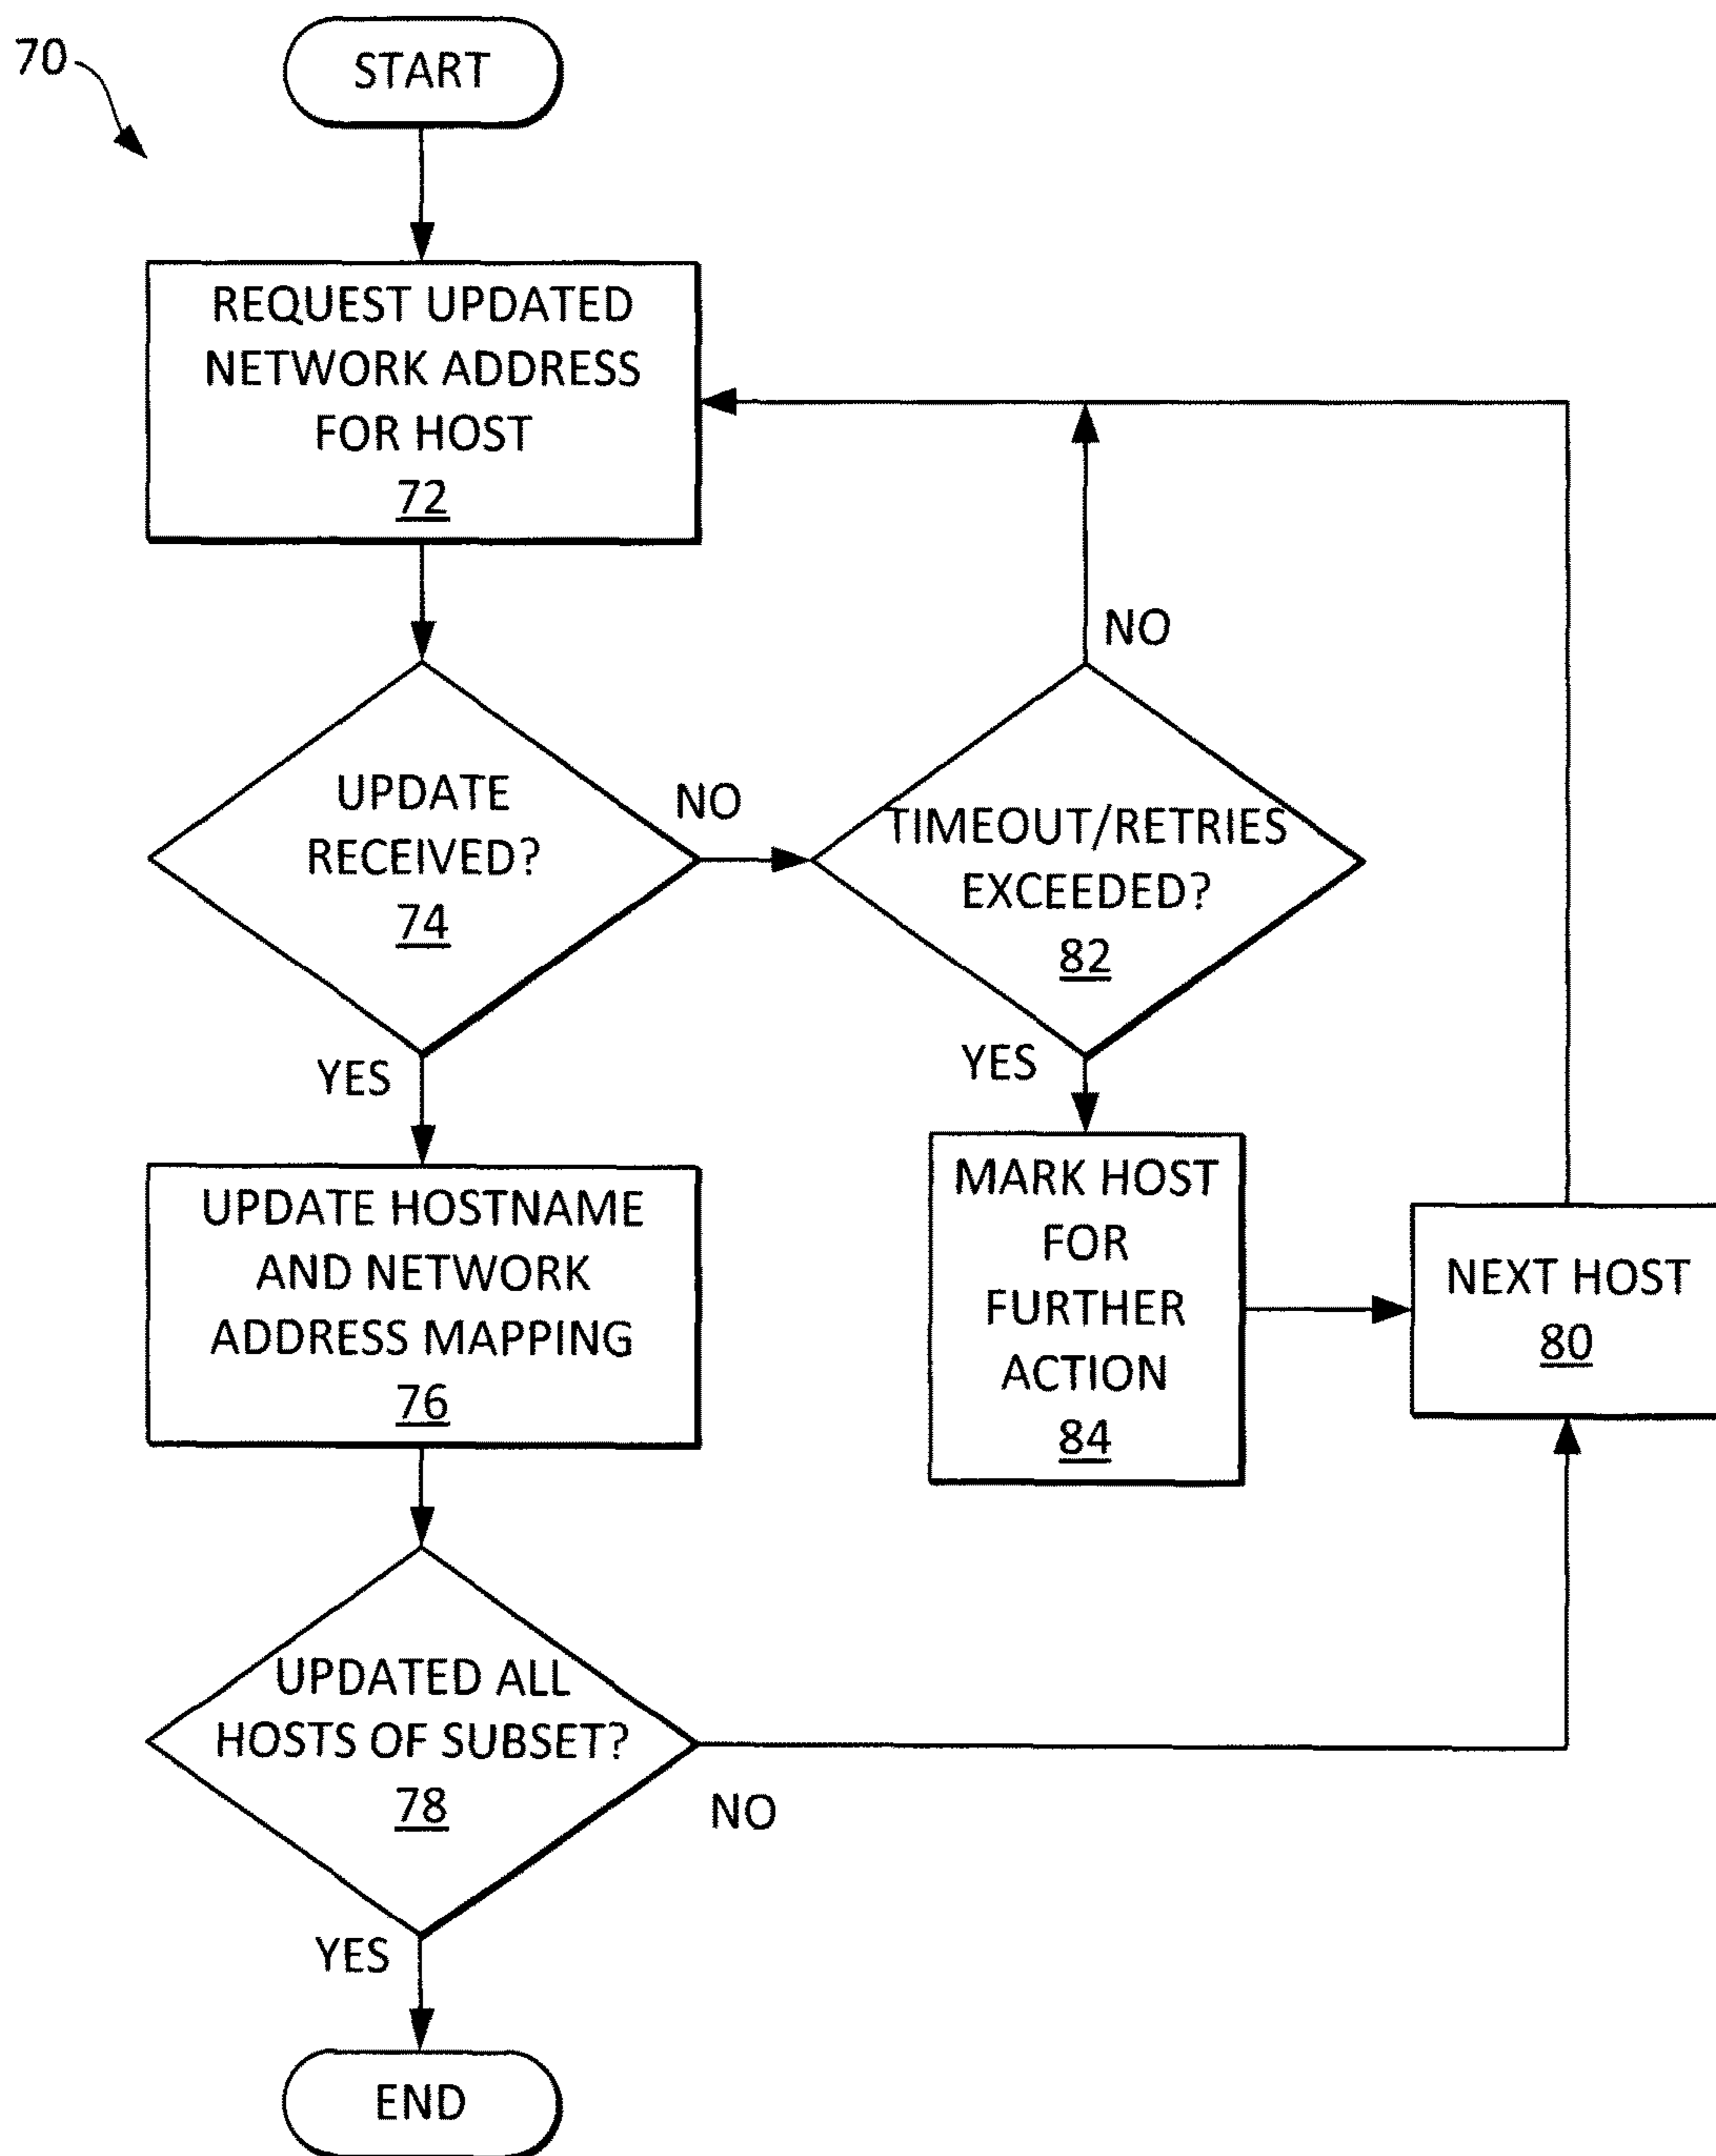 70
START
REQUEST UPDATED
NETWORK ADDRESS
FOR HOST
72
UPDATE
RECEIVED?
74
NO
YES
TIMEOUT/RETRIES
EXCEEDED?
82
NO
YES
MARK HOST
FOR
FURTHER
ACTION
84
NEXT HOST
80
UPDATE HOSTNAME
AND NETWORK
ADDRESS MAPPING
76
UPDATED ALL
HOSTS OF SUBSET?
78
NO
YES
END